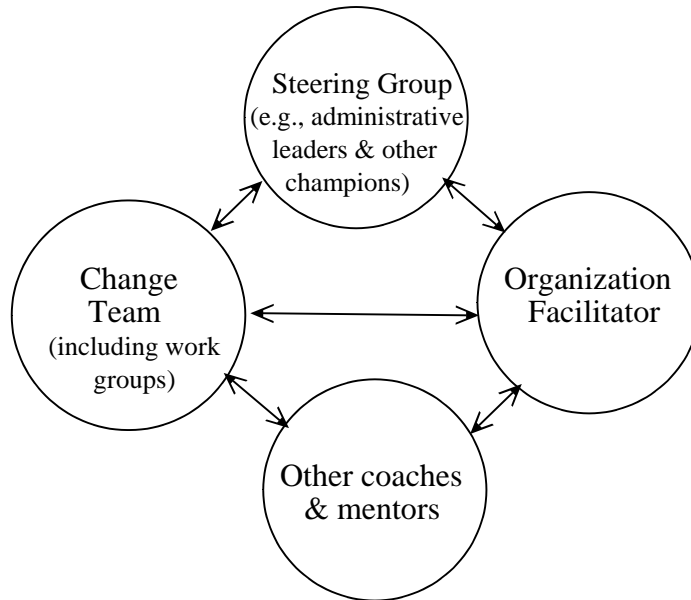 Steering Group
(e.g., administrative
leaders & other
champions)
Change
Team
(including work
groups)
Organization
Facilitator
Other coaches
& mentors